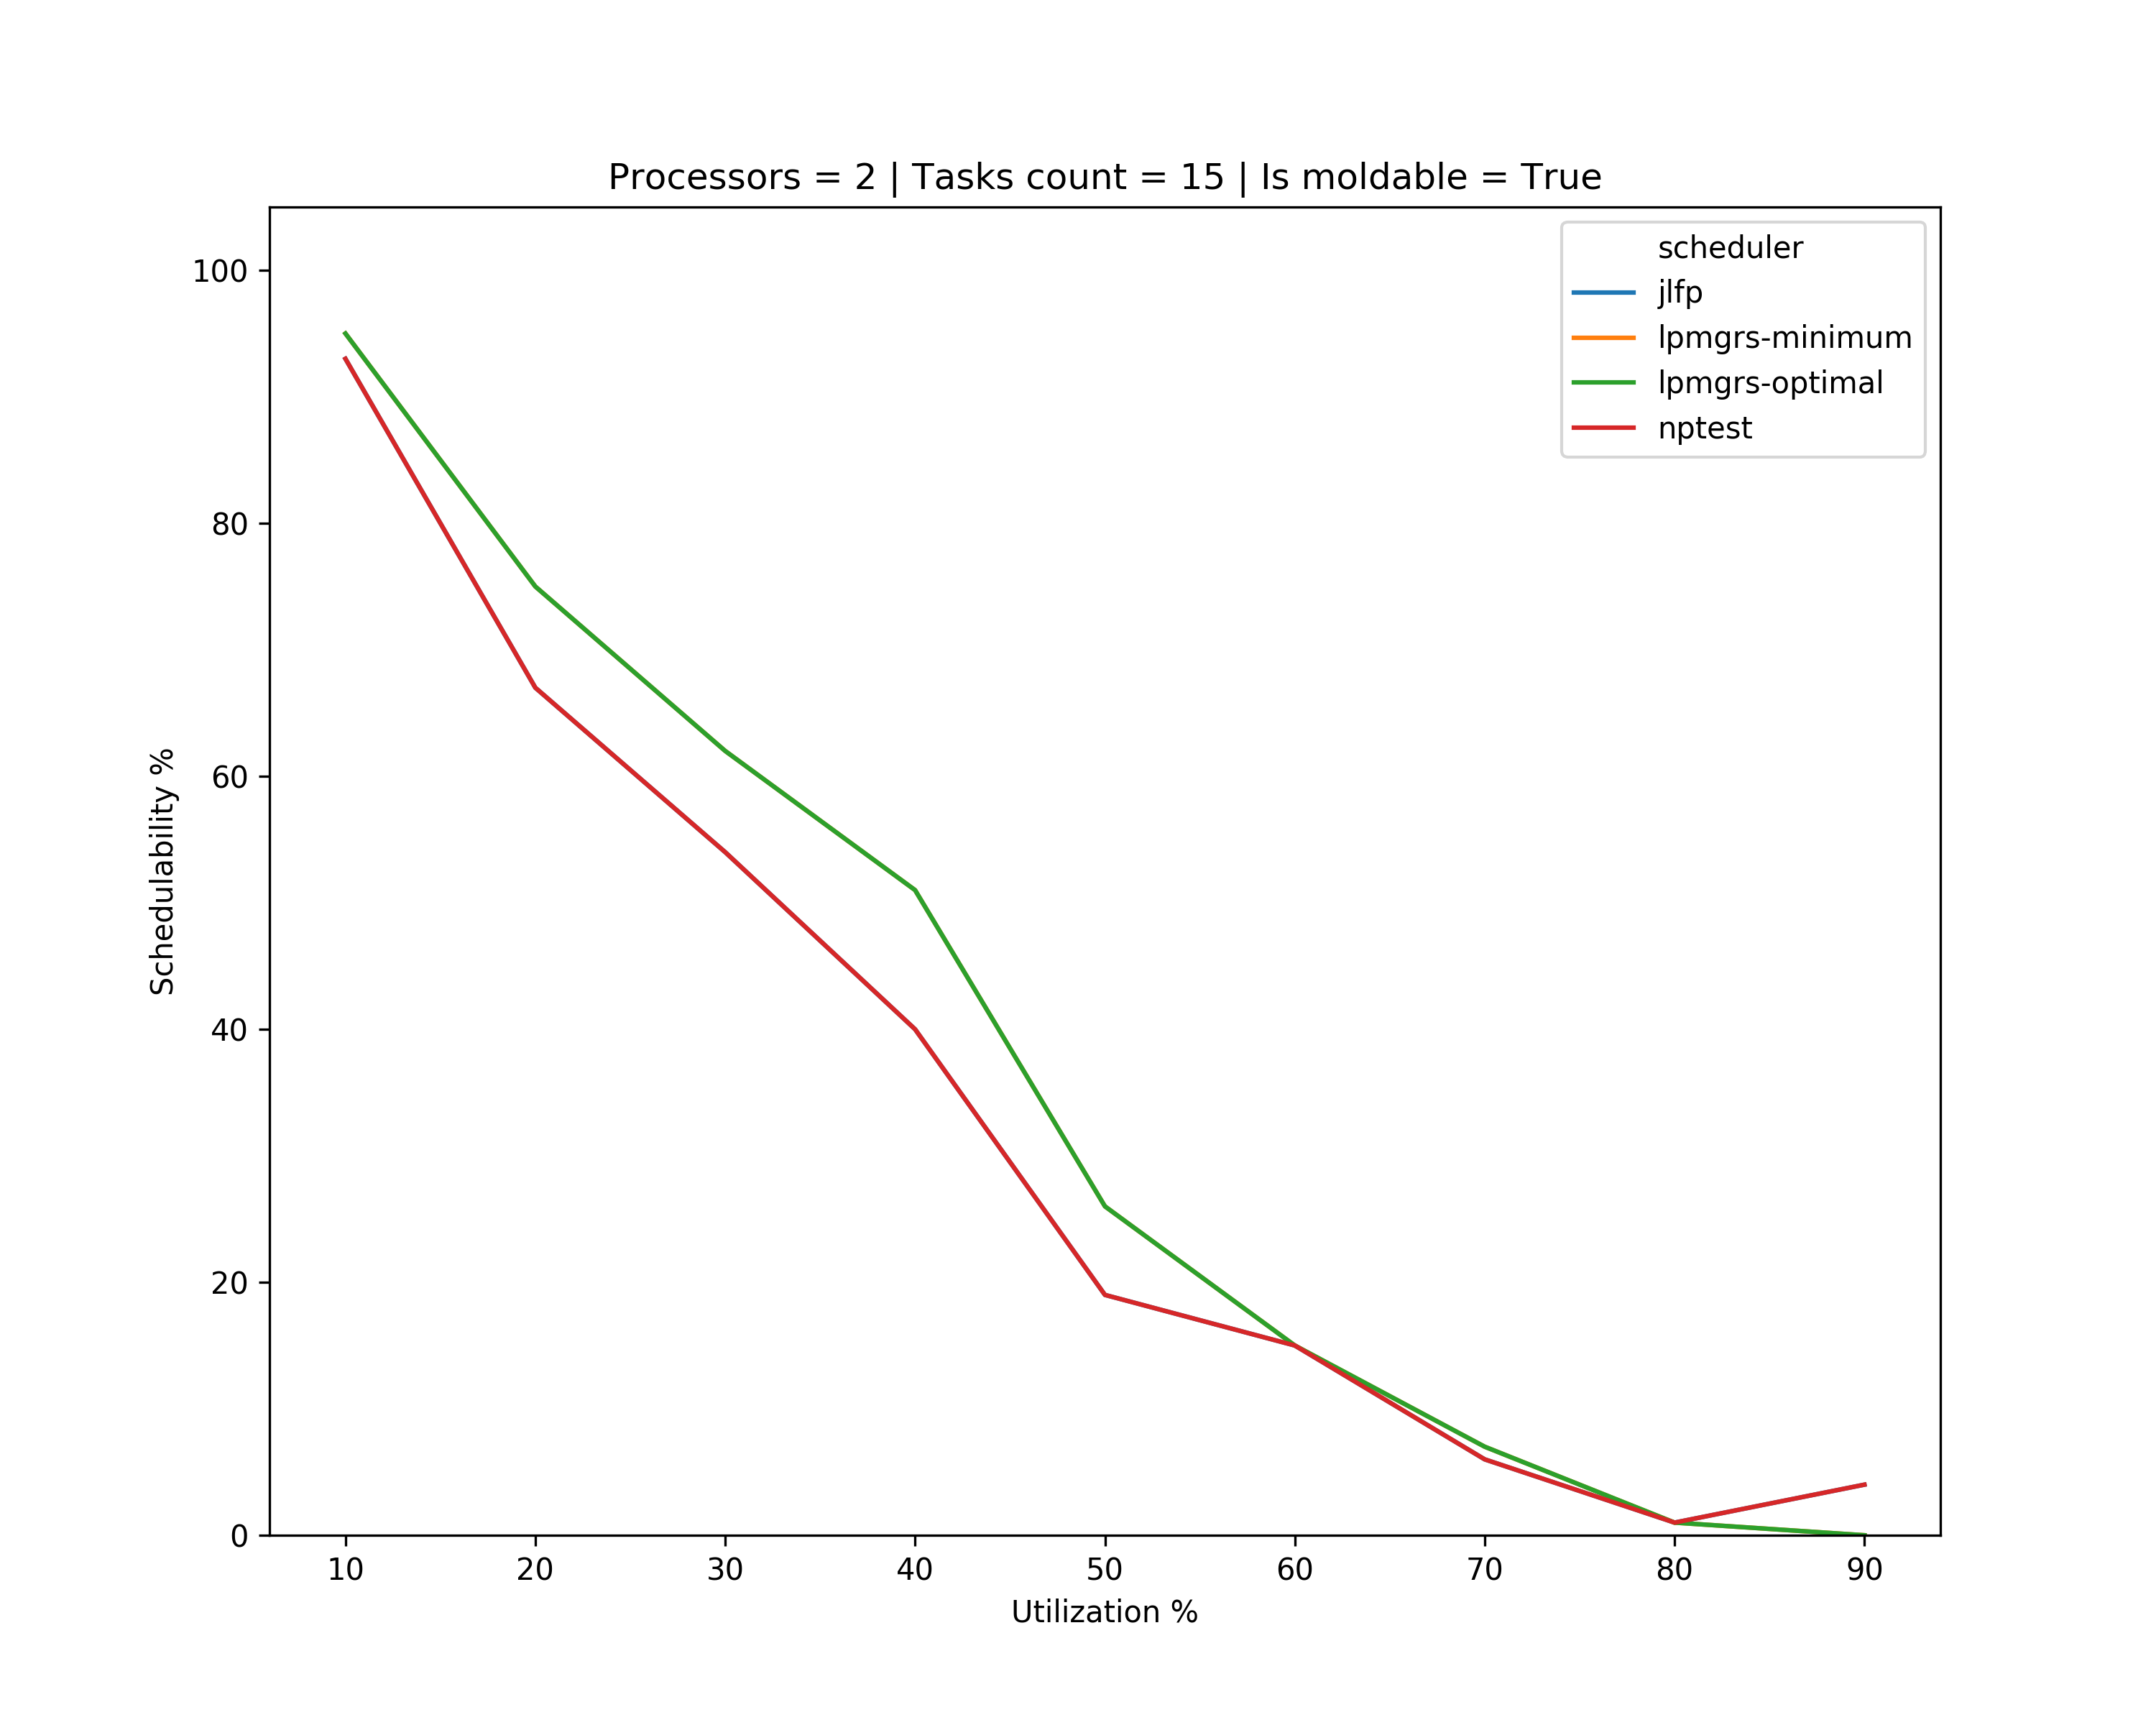 Processors = 2 | Tasks count = 15 | Is moldable = True
scheduler
jlfp
lpmgrs-minimum
lpmgrs-optimal
nptest
Schedulability %
100
80
60
40
20
0
10 20 30 40 50 60 70 80 90
Utilization %